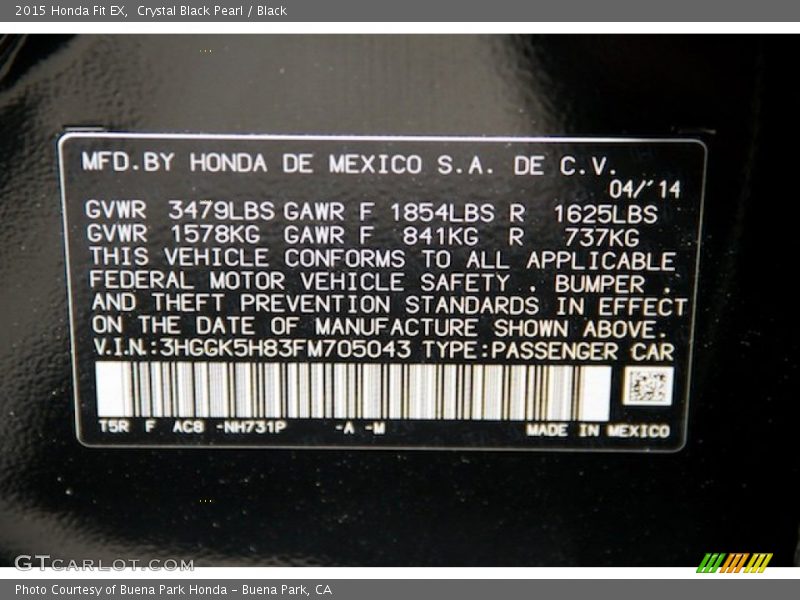 2015 Honda Fit EX,  Crystal Black Pearl / Black
MFD.BY HONDA DE MEXICO S.A. DE C.V.
04/'14
GVWR 3479LBS GAWR F 1854LBS R 1625LBS
GVWR 1578KG GAWR F 841KG R 737KG
THIS VEHICLE CONFORMS TO ALL APPLICABLE
FEDERAL MOTOR VEHICLE SAFETY . BUMPER .
AND THEFT PREVENTION STANDARDS IN EFFECT
ON THE DATE OF MANUFACTURE SHOWN ABOVE.
V.I.N:3HGGK5H83FM705043 TYPE:PASSENGER CAR
T5R F AC8 -NH731P -A -M MADE IN MEXICO
GTCARLOT.COM
Photo Courtesy of Buena Park Honda – Buena Park, CA